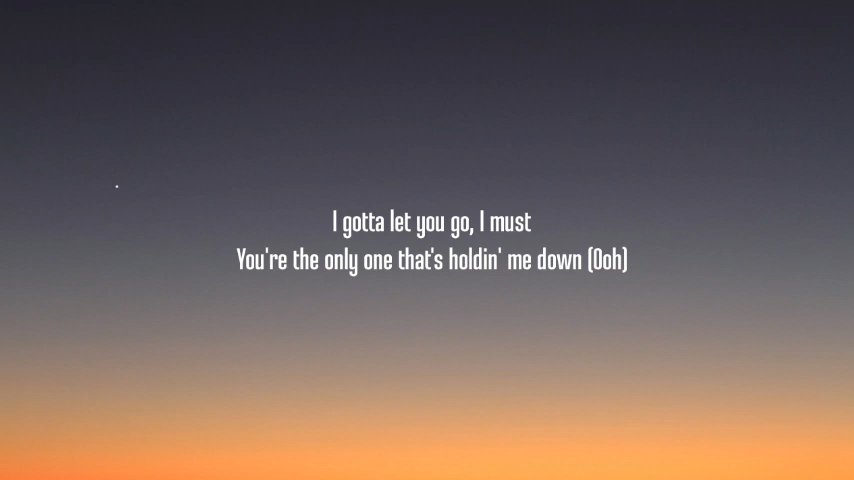 I gotta let you go, I must
You're the only one that's holdin' me down (Ooh)